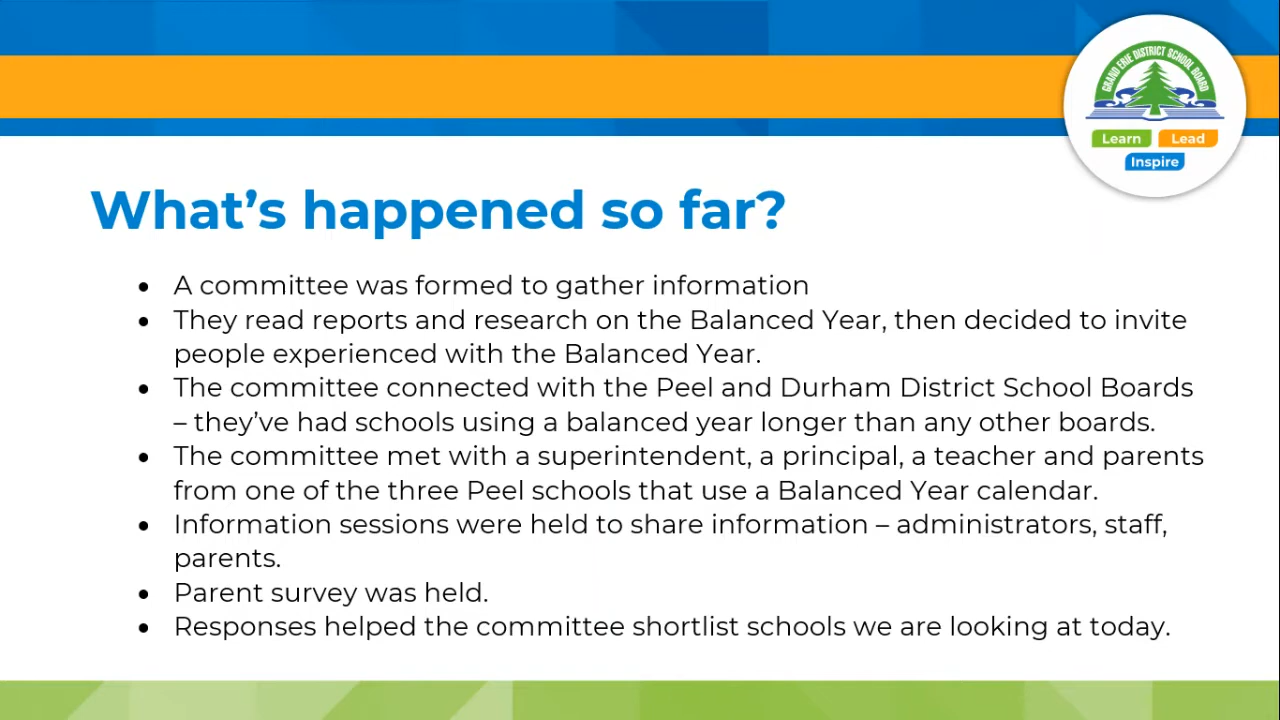 GRAND ERIE DISTRICT SCHOOL BOARD
Learn Lead
Inspire
What’s happened so far?
• A committee was formed to gather information
• They read reports and research on the Balanced Year, then decided to invite
people experienced with the Balanced Year.
• The committee connected with the Peel and Durham District School Boards
– they’ve had schools using a balanced year longer than any other boards.
• The committee met with a superintendent, a principal, a teacher and parents
from one of the three Peel schools that use a Balanced Year calendar.
• Information sessions were held to share information – administrators, staff,
parents.
• Parent survey was held.
• Responses helped the committee shortlist schools we are looking at today.